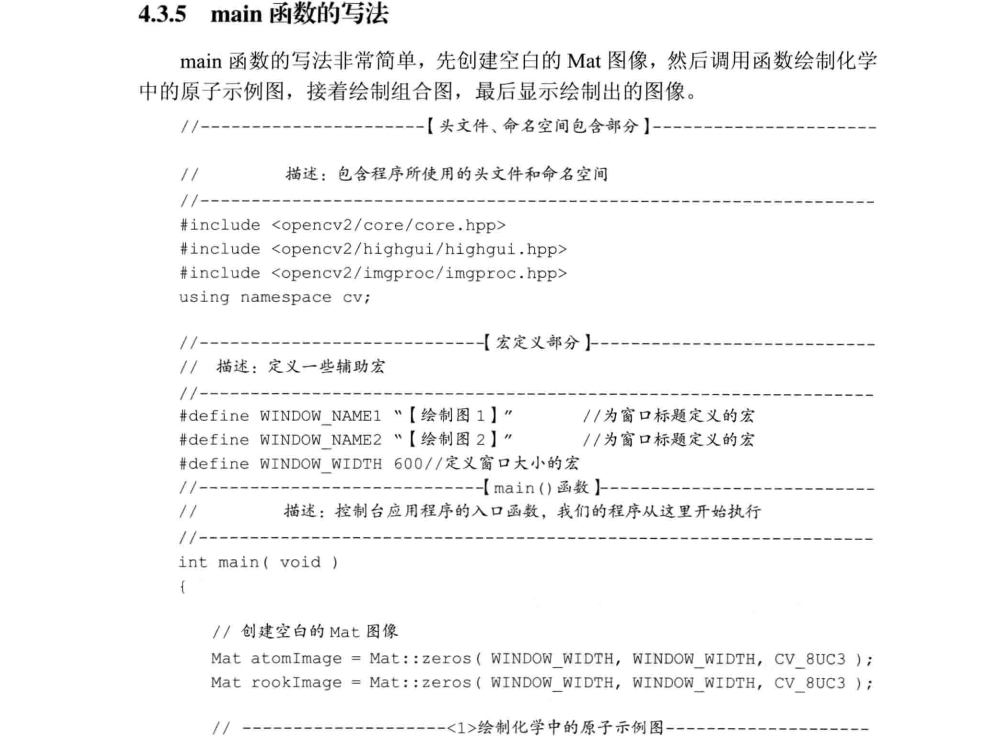 4.3.5 main 函数的写法
main 函数的写法非常简单，先创建空白的 Mat 图像，然后调用函数绘制化学
中的原子示例图，接着绘制组合图，最后显示绘制出的图像。
//----------------------【头文件、命名空间包含部分】----------------------
// 描述：包含程序所使用的头文件和命名空间
//------------------------------------------------------------------
#include <opencv2/core/core.hpp>
#include <opencv2/highgui/highgui.hpp>
#include <opencv2/imgproc/imgproc.hpp>
using namespace cv;
//----------------------------【宏定义部分】----------------------------
// 描述：定义一些辅助宏
//------------------------------------------------------------------
#define WINDOW_NAME1 “【绘制图 1】” //为窗口标题定义的宏
#define WINDOW_NAME2 “【绘制图 2】” //为窗口标题定义的宏
#define WINDOW_WIDTH 600//定义窗口大小的宏
//----------------------------【main()函数】---------------------------
// 描述：控制台应用程序的入口函数，我们的程序从这里开始执行
//------------------------------------------------------------------
int main( void )
{
// 创建空白的 Mat 图像
Mat atomImage = Mat::zeros( WINDOW_WIDTH, WINDOW_WIDTH, CV_8UC3 );
Mat rookImage = Mat::zeros( WINDOW_WIDTH, WINDOW_WIDTH, CV_8UC3 );
// --------------------<1>绘制化学中的原子示例图--------------------